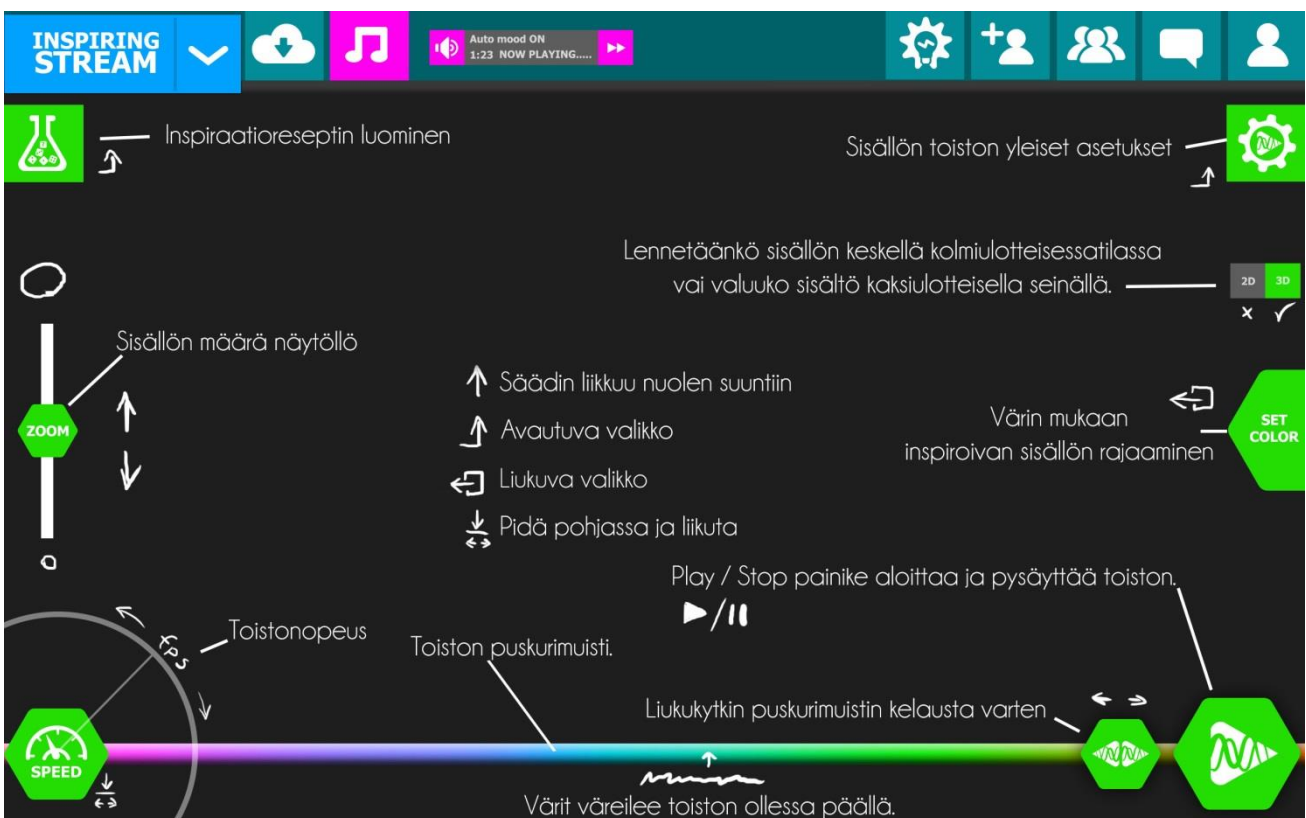 INSPIRING
STREAM
Auto mood ON
1:23 NOW PLAYING.....
Inspiraatioreseptin luominen
Sisällön toiston yleiset asetukset
Lennetäänkö sisällön keskellä kolmiulotteisessatilassa
vai valuuko sisältö kaksiulotteisella seinällä.
2D 3D
Sisällön määrä näytöllö
ZOOM
Säädin liikkuu nuolen suuntiin
Avautuva valikko
Liukuva valikko
Pidä pohjassa ja liikuta
Värin mukaan
inspiroivan sisällön rajaaminen
SET
COLOR
Play / Stop painike aloittaa ja pysäyttää toiston.
fps
Toistonopeus
Toiston puskurimuisti.
Liukukytkin puskurimuistin kelausta varten
SPEED
Värit väreilee toiston ollessa päällä.